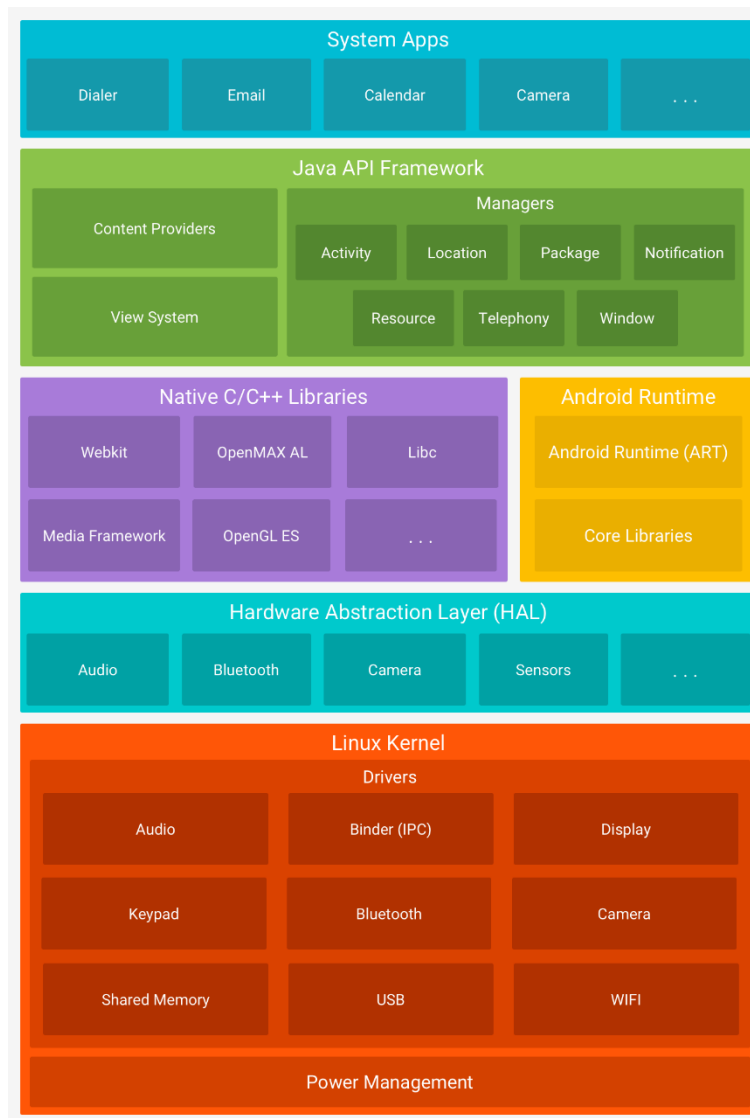 System Apps
Dialer
Email
Calendar
Camera
. . .
Java API Framework
Content Providers
View System
Managers
Activity
Location
Package
Notification
Resource
Telephony
Window
Native C/C++ Libraries
Webkit
OpenMAX AL
Libc
Media Framework
OpenGL ES
. . .
Android Runtime
Android Runtime (ART)
Core Libraries
Hardware Abstraction Layer (HAL)
Audio
Bluetooth
Camera
Sensors
. . .
Linux Kernel
Drivers
Audio
Binder (IPC)
Display
Keypad
Bluetooth
Camera
Shared Memory
USB
WIFI
Power Management